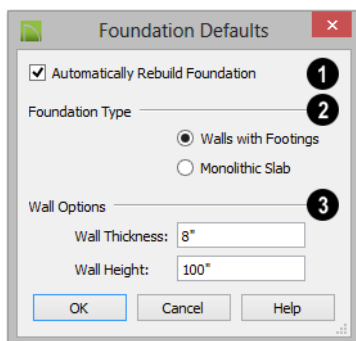 Foundation Defaults
Automatically Rebuild Foundation 1
Foundation Type 2
Walls with Footings
Monolithic Slab
Wall Options 3
Wall Thickness: 8"
Wall Height: 100"
OK Cancel Help